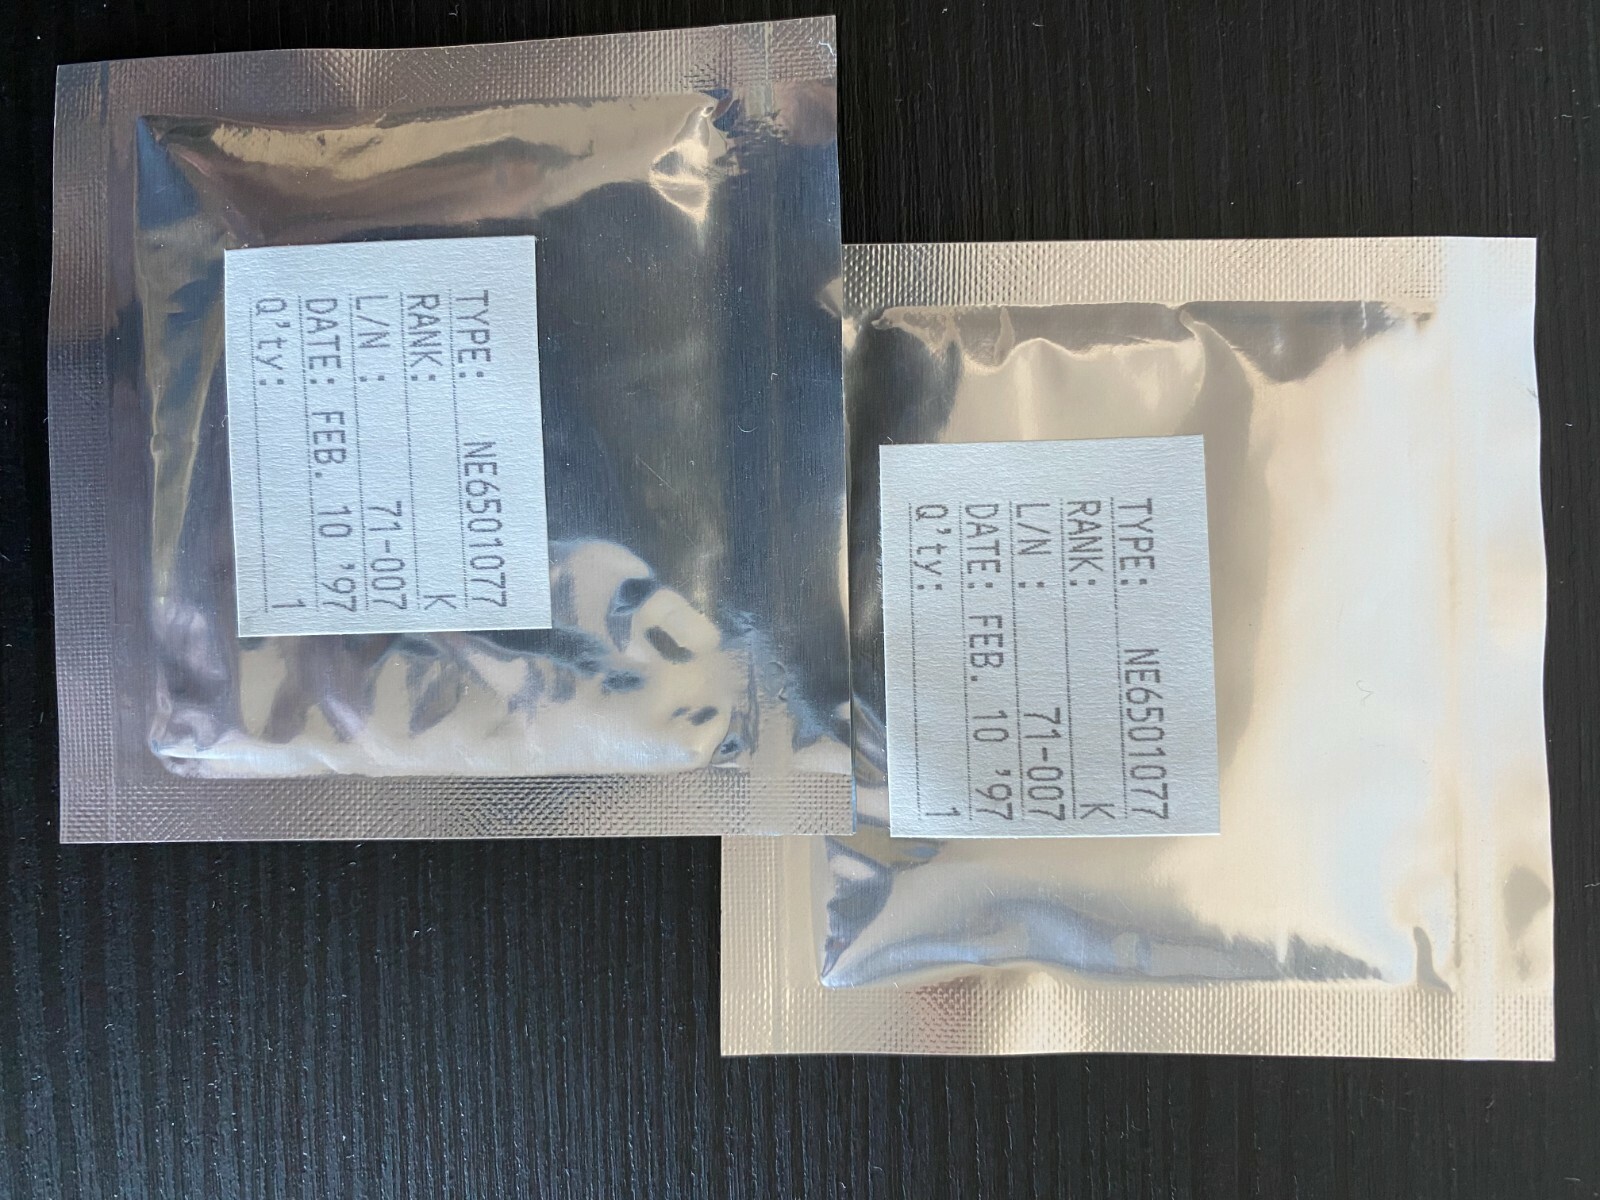 TYPE: NE6501077
RANK: K
L/N : 71-007
DATE: FEB. 10 '97
Q'ty: 1
TYPE: NE6501077
RANK: K
L/N : 71-007
DATE: FEB. 10 '97
Q'ty: 1